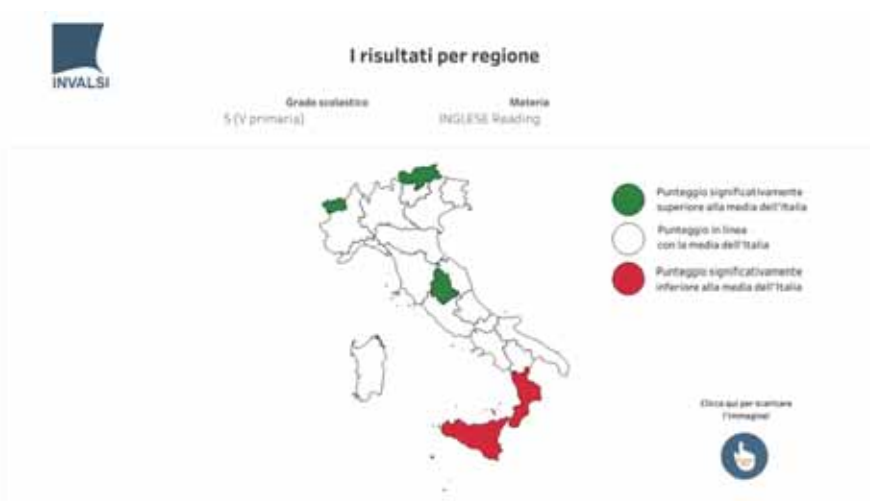 INVALSI
I risultati per regione
Grado scolastico
Materia
5 (V primaria)
INGLESE Reading
Punteggio significativamente
superiore alla media dell'Italia
Punteggio in linea
con la media dell'Italia
Punteggio significativamente
inferiore alla media dell'Italia
Clicca qui per scaricare
l'immagine!